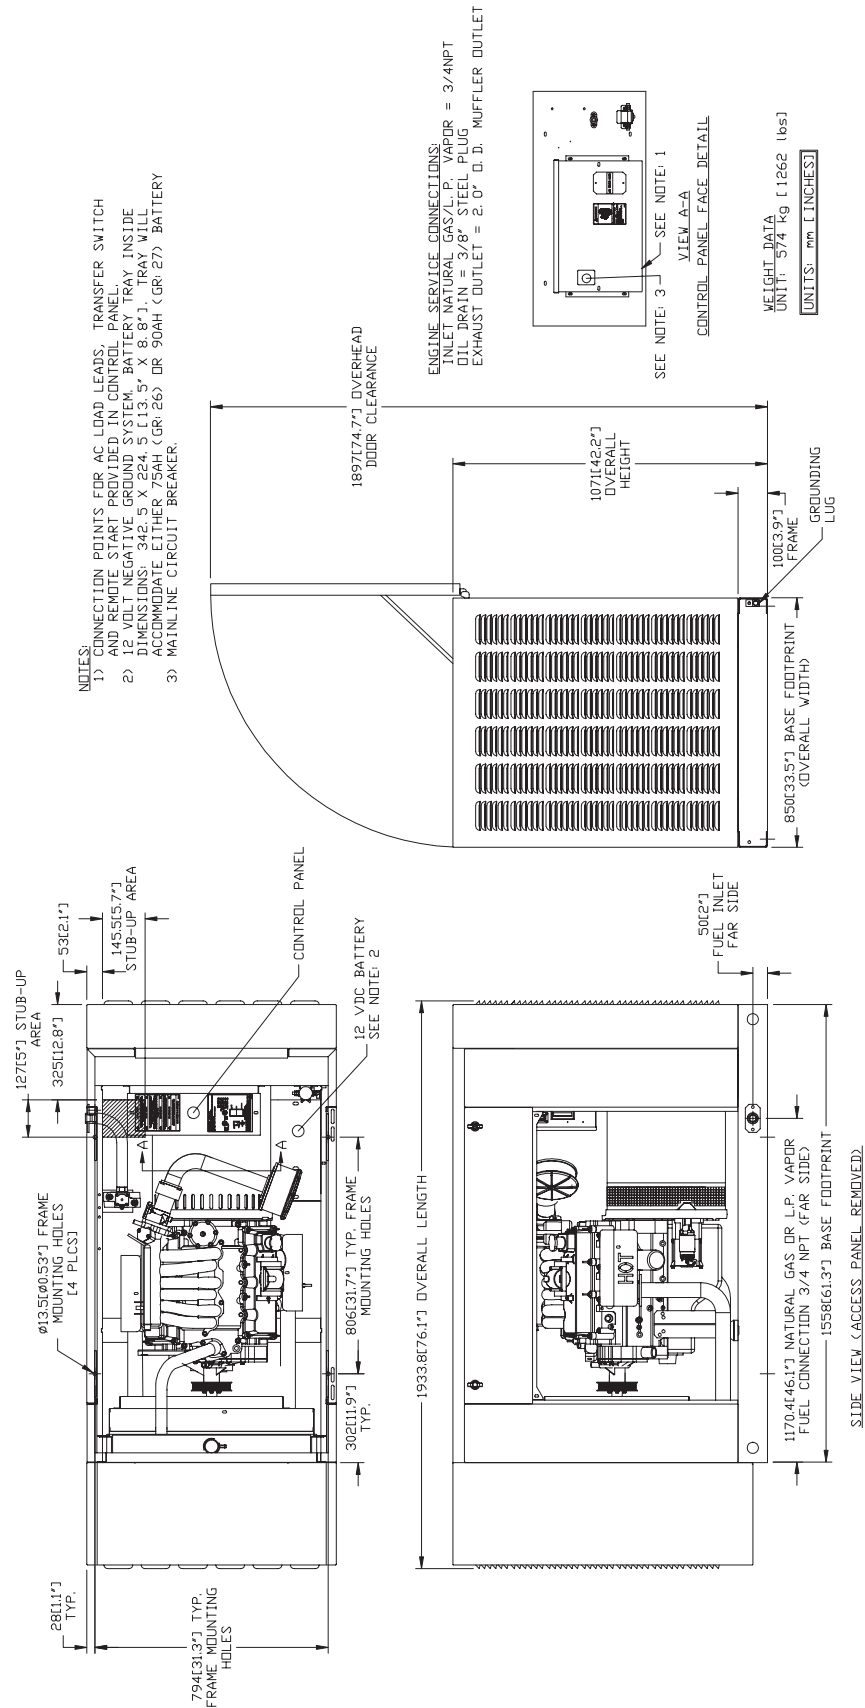 NOTES:
1) CONNECTION POINTS FOR AC LOAD LEADS, TRANSFER SWITCH
AND REMOTE START PROVIDED IN CONTROL PANEL.
2) 12 VOLT NEGATIVE GROUND SYSTEM. BATTERY TRAY INSIDE
DIMENSIONS: 342.5 X 224.5 [13.5" X 8.8"]. TRAY WILL
ACCOMMODATE EITHER 75AH (GR:26) OR 90AH (GR:27) BATTERY
3) MAINLINE CIRCUIT BREAKER.
ENGINE SERVICE CONNECTIONS:
INLET NATURAL GAS/L.P. VAPOR = 3/4NPT
OIL DRAIN = 3/8" STEEL PLUG
EXHAUST OUTLET = 2.0" O.D. MUFFLER OUTLET
SEE NOTE: 3
SEE NOTE: 1
VIEW A-A
CONTROL PANEL FACE DETAIL
WEIGHT DATA
UNIT: 574 kg [1262 lbs]
UNITS: mm [INCHES]
1897[74.7"] OVERHEAD
DOOR CLEARANCE
1071[42.2"]
OVERALL
HEIGHT
100[3.9"]
FRAME
GROUNDING
LUG
850[33.5"] BASE FOOTPRINT
(OVERALL WIDTH)
28[1.1"]
TYP.
794[31.3"] TYP.
FRAME MOUNTING
HOLES
Ø13.5[Ø0.53"] FRAME
MOUNTING HOLES
[4 PLCS]
127[5"] STUB-UP
AREA
325[12.8"]
53[2.1"]
145.5[5.7"]
STUB-UP AREA
CONTROL PANEL
12 VDC BATTERY
SEE NOTE: 2
A
A
302[11.9"]
TYP.
806[31.7"] TYP. FRAME
MOUNTING HOLES
1933.8[76.1"] OVERALL LENGTH
HOT
50[2"]
FUEL INLET
FAR SIDE
1170.4[46.1"] NATURAL GAS OR L.P. VAPOR
FUEL CONNECTION 3/4 NPT (FAR SIDE)
1558[61.3"] BASE FOOTPRINT
SIDE VIEW (ACCESS PANEL REMOVED)